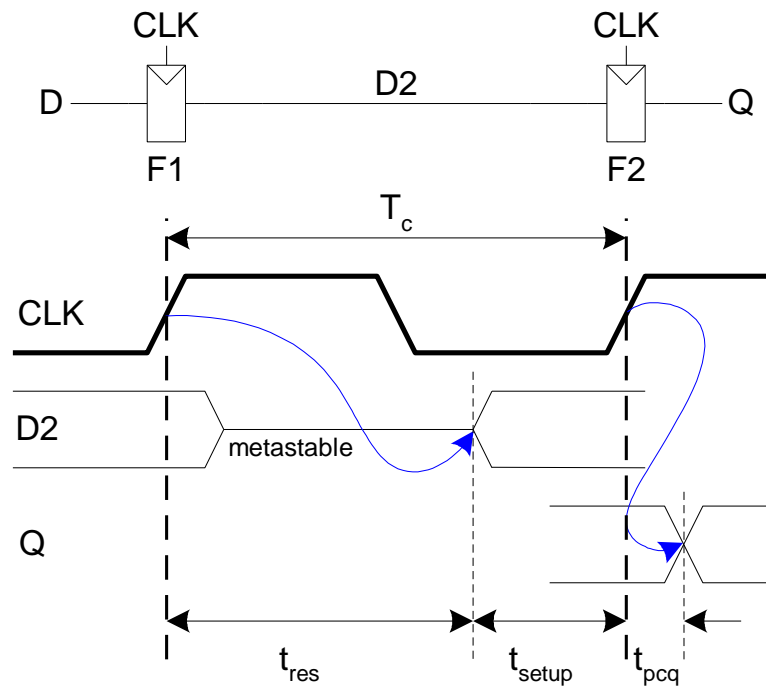 CLK CLK
D D2 Q
F1 F2
Tc
CLK
D2
metastable
Q
tres tsetup tpcq